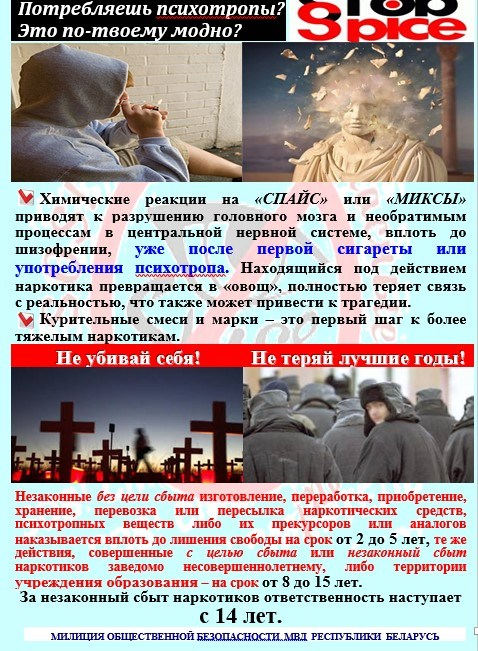 Потребляешь психотропы?
Это по-твоему модно?
Stop
Spice
Химические реакции на «СПАЙС» или «МИКСЫ»
приводят к разрушению головного мозга и необратимым
процессам в центральной нервной системе, вплоть до
шизофрении, уже после первой сигареты или
употребления психотропа. Находящийся под действием
наркотика превращается в «овощ», полностью теряет связь
с реальностью, что также может привести к трагедии.
Курительные смеси и марки – это первый шаг к более
тяжелым наркотикам.
Не убивай себя! Не теряй лучшие годы!
Незаконные без цели сбыта изготовление, переработка, приобретение,
хранение, перевозка или пересылка наркотических средств,
психотропных веществ либо их прекурсоров или аналогов
наказывается вплоть до лишения свободы на срок от 2 до 5 лет, те же
действия, совершенные с целью сбыта или незаконный сбыт
наркотиков заведомо несовершеннолетнему, либо территории
учреждения образования – на срок от 8 до 15 лет.
За незаконный сбыт наркотиков ответственность наступает
с 14 лет.
МИЛИЦИЯ ОБЩЕСТВЕННОЙ БЕЗОПАСНОСТИ МВД РЕСПУБЛИКИ БЕЛАРУСЬ